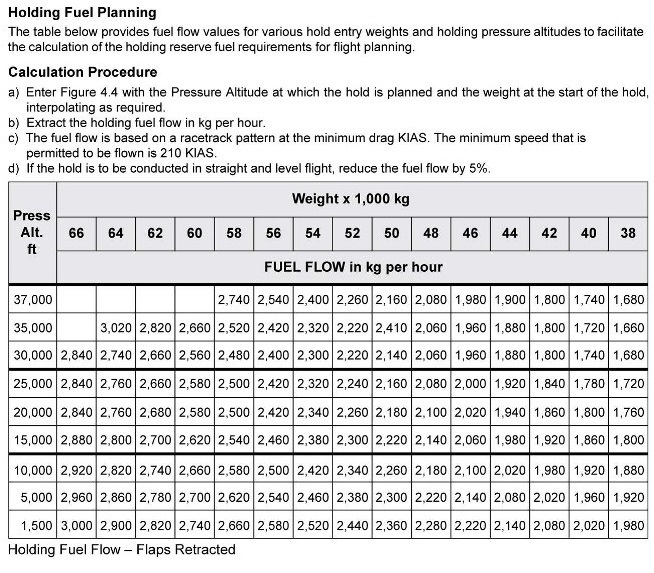 Holding Fuel Planning
The table below provides fuel flow values for various hold entry weights and holding pressure altitudes to facilitate
the calculation of the holding reserve fuel requirements for flight planning.
Calculation Procedure
a) Enter Figure 4.4 with the Pressure Altitude at which the hold is planned and the weight at the start of the hold,
interpolating as required.
b) Extract the holding fuel flow in kg per hour.
c) The fuel flow is based on a racetrack pattern at the minimum drag KIAS. The minimum speed that is
permitted to be flown is 210 KIAS.
d) If the hold is to be conducted in straight and level flight, reduce the fuel flow by 5%.
Press
Alt.
ft
Weight x 1,000 kg
66 64 62 60 58 56 54 52 50 48 46 44 42 40 38
FUEL FLOW in kg per hour
37,000 2,740 2,540 2,400 2,260 2,160 2,080 1,980 1,900 1,800 1,740 1,680
35,000 3,020 2,820 2,660 2,520 2,420 2,320 2,220 2,410 2,060 1,960 1,880 1,800 1,720 1,660
30,000 2,840 2,740 2,660 2,560 2,480 2,400 2,300 2,220 2,140 2,060 1,960 1,880 1,800 1,740 1,680
25,000 2,840 2,760 2,660 2,580 2,500 2,420 2,320 2,240 2,160 2,080 2,000 1,920 1,840 1,780 1,720
20,000 2,840 2,760 2,680 2,580 2,500 2,420 2,340 2,260 2,180 2,100 2,020 1,940 1,860 1,800 1,760
15,000 2,880 2,800 2,700 2,620 2,540 2,460 2,380 2,300 2,220 2,140 2,060 1,980 1,920 1,860 1,800
10,000 2,920 2,820 2,740 2,660 2,580 2,500 2,420 2,340 2,260 2,180 2,100 2,020 1,980 1,920 1,880
5,000 2,960 2,860 2,780 2,700 2,620 2,540 2,460 2,380 2,300 2,220 2,140 2,080 2,020 1,960 1,920
1,500 3,000 2,900 2,820 2,740 2,660 2,580 2,520 2,440 2,360 2,280 2,220 2,140 2,080 2,020 1,980
Holding Fuel Flow – Flaps Retracted